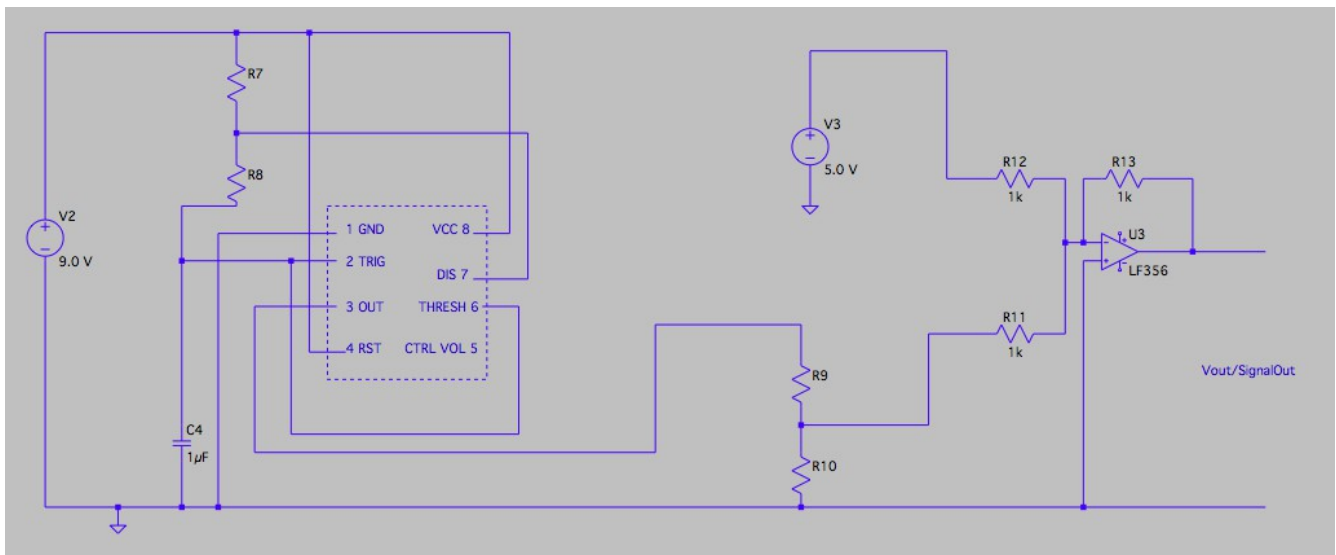 R7
R8
V2
+
−
9.0 V
1 GND
VCC 8
2 TRIG
DIS 7
3 OUT
THRESH 6
4 RST
CTRL VOL 5
C4
1µF
V3
+
−
5.0 V
R12
1k
R13
1k
U3
LF356
R11
1k
R9
R10
Vout/SignalOut